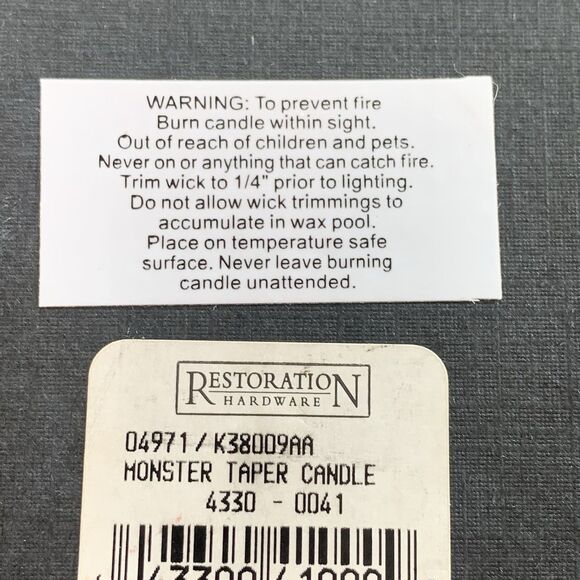 WARNING: To prevent fire
Burn candle within sight.
Out of reach of children and pets.
Never on or anything that can catch fire.
Trim wick to 1/4" prior to lighting.
Do not allow wick trimmings to
accumulate in wax pool.
Place on temperature safe
surface. Never leave burning
candle unattended.
RESTORATION
HARDWARE
04971/K38009AA
MONSTER TAPER CANDLE
4330 - 0041